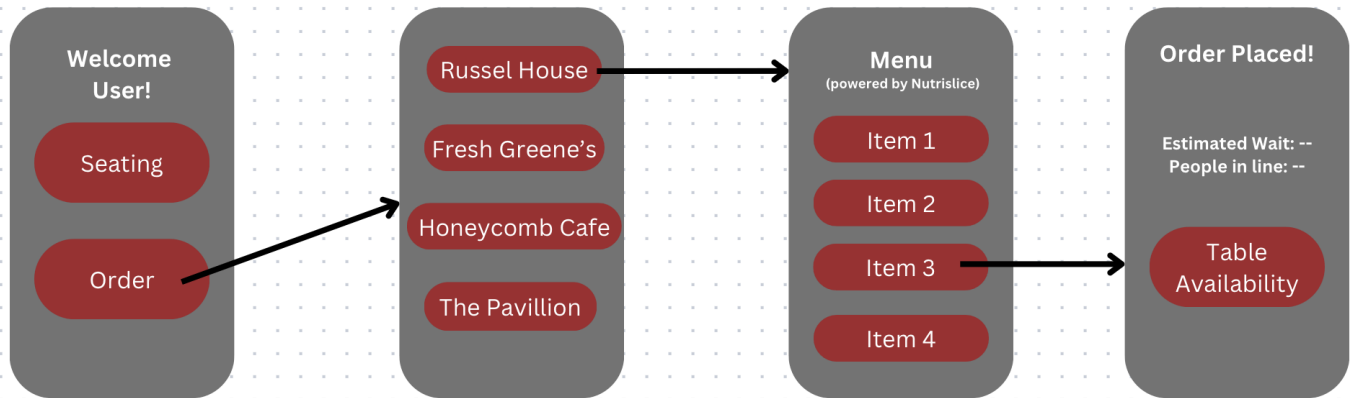 Welcome
User!
Seating
Order
Russel House
Fresh Greene’s
Honeycomb Cafe
The Pavillion
Menu
(powered by Nutrislice)
Item 1
Item 2
Item 3
Item 4
Order Placed!
Estimated Wait: --
People in line: --
Table
Availability